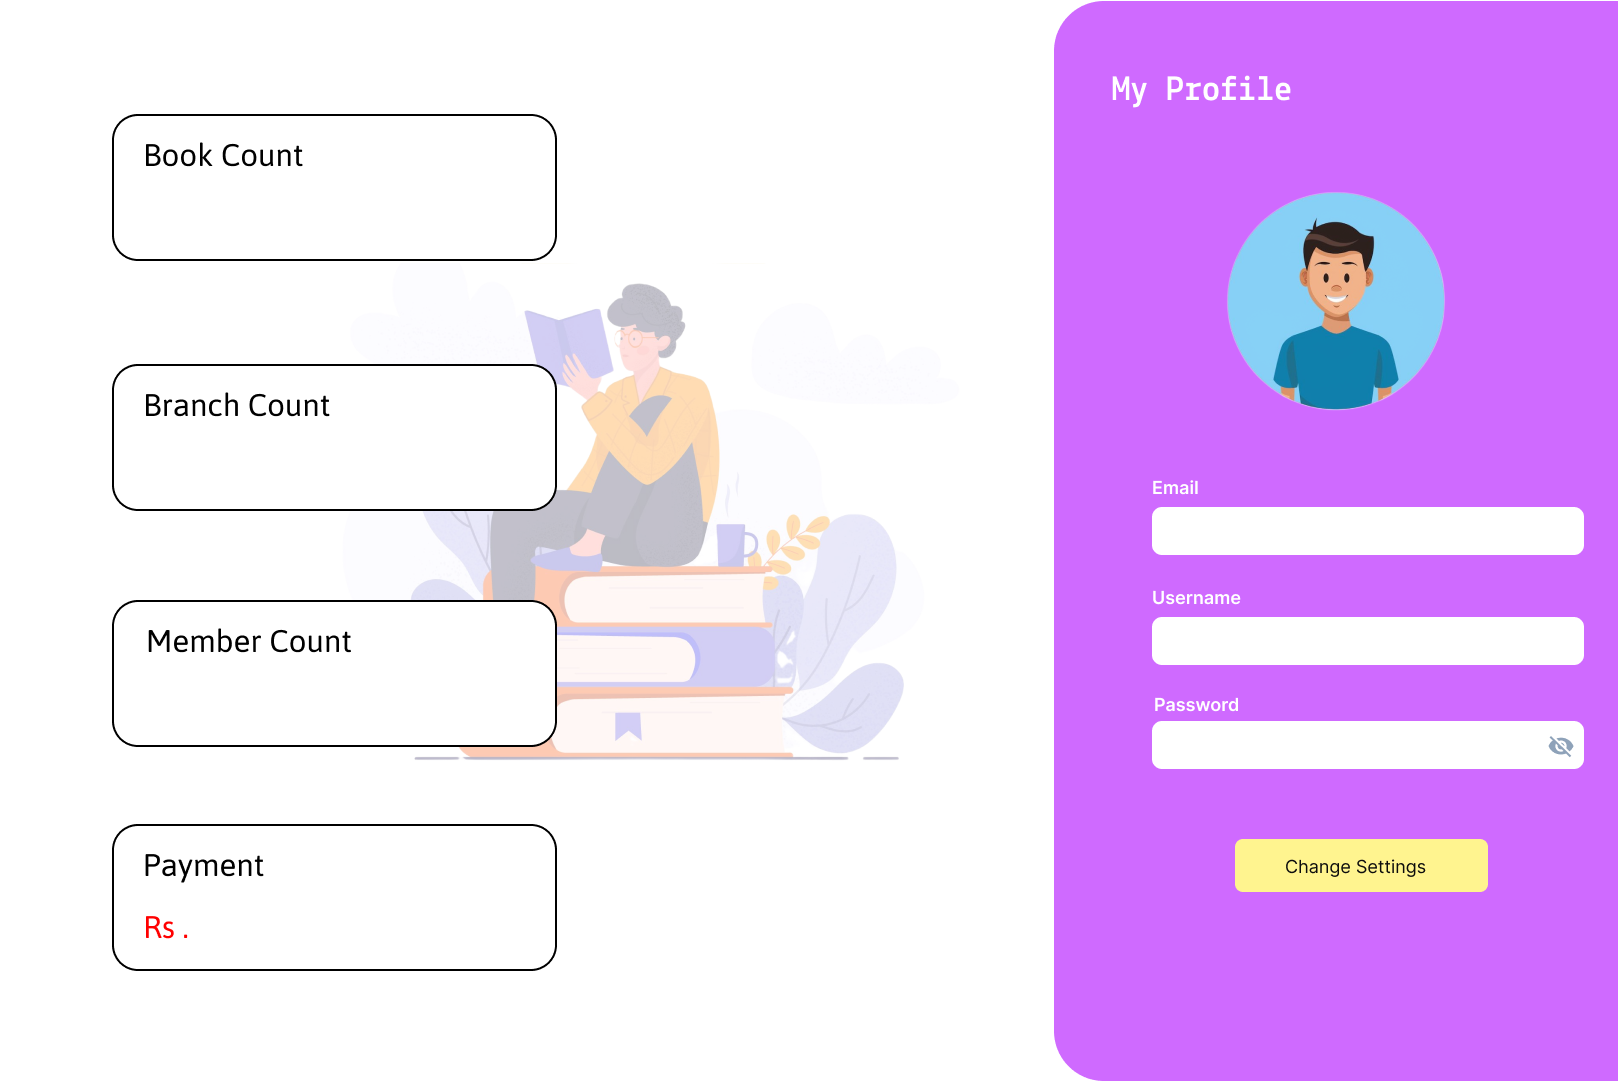 Book Count
Branch Count
Member Count
Payment
Rs .
My Profile
Email
Username
Password
Change Settings